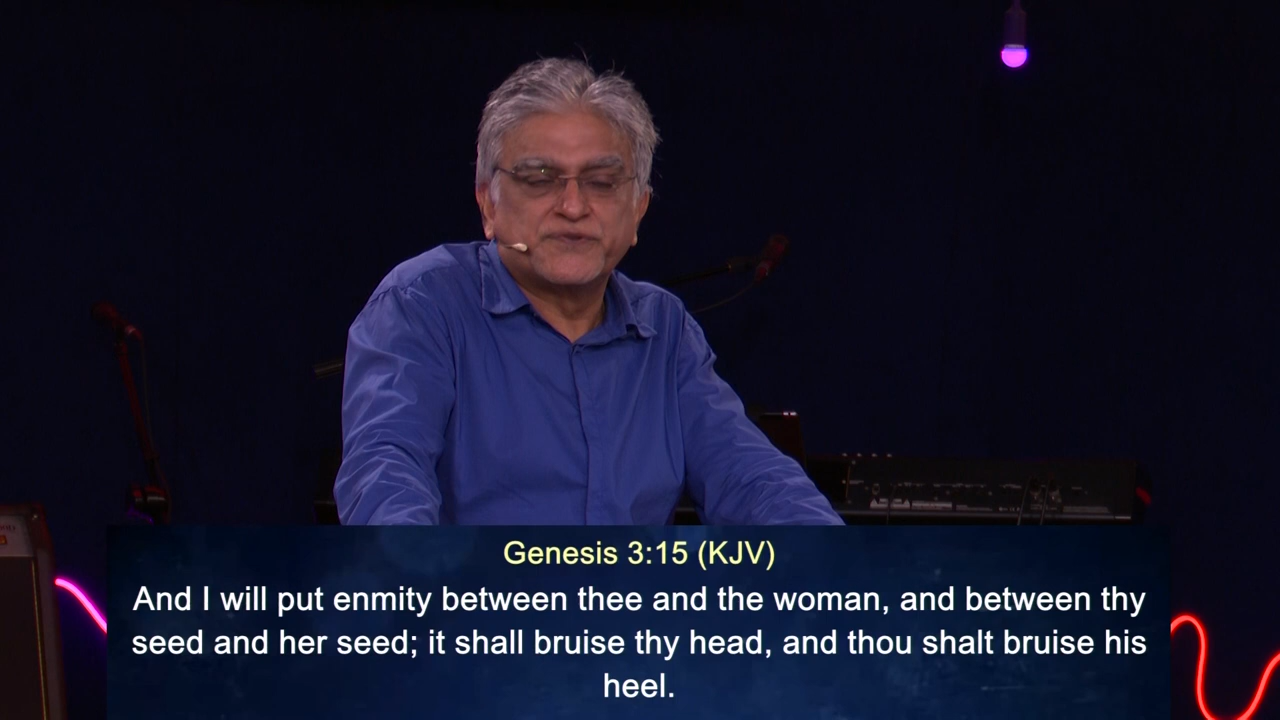 Genesis 3:15 (KJV)
And I will put enmity between thee and the woman, and between thy
seed and her seed; it shall bruise thy head, and thou shalt bruise his
heel.